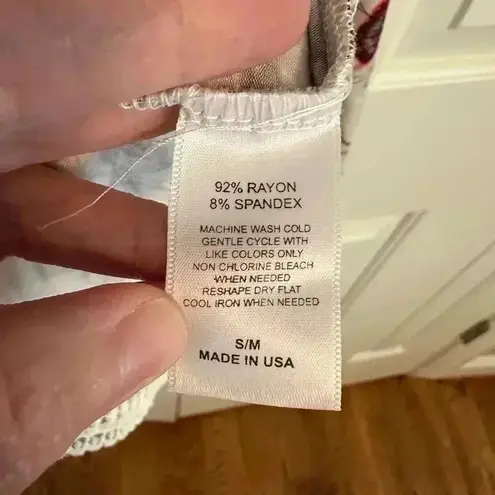 92% RAYON
8% SPANDEX
MACHINE WASH COLD
GENTLE CYCLE WITH
LIKE COLORS ONLY
NON CHLORINE BLEACH
WHEN NEEDED
RESHAPE DRY FLAT
COOL IRON WHEN NEEDED
S/M
MADE IN USA